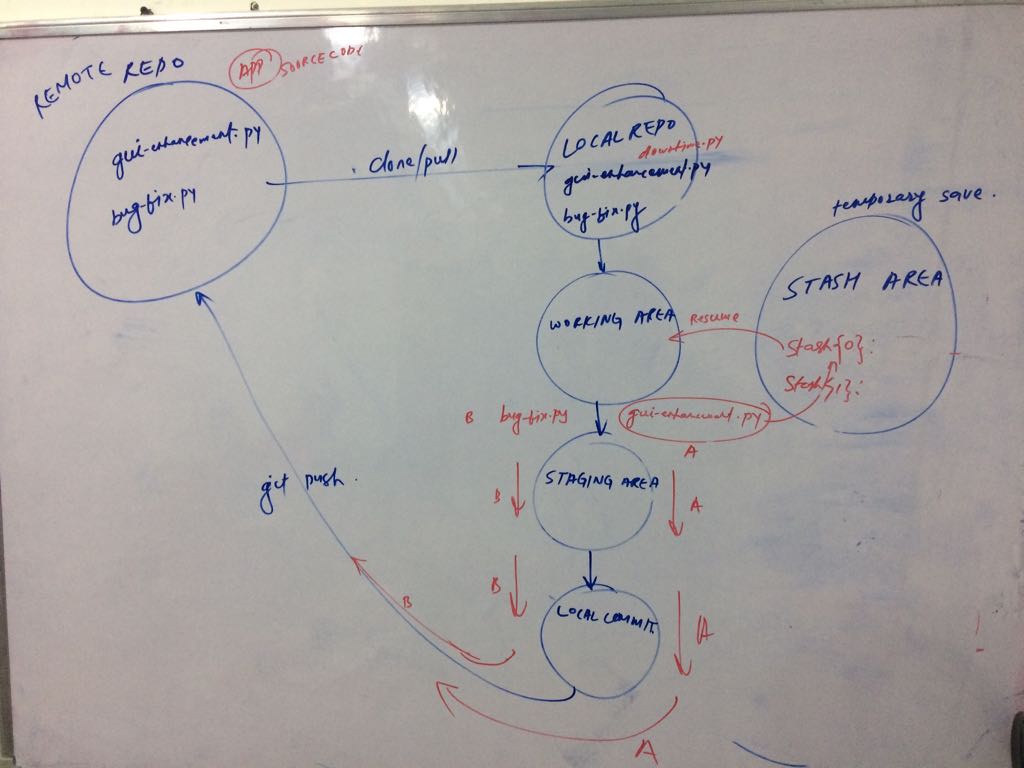 REMOTE REPO
APP SOURCECODE
gui-enhancement.py
bug-fix.py
clone/pull
LOCAL REPO
downtime.py
gui-enhancement.py
bug-fix.py
temporary save.
STASH AREA
Stash{0}:
Stash{1}:
Resume
WORKING AREA
B bug-fix.py
gui-enhancement.py
A
STAGING AREA
B
A
git push.
B
LOCAL COMMIT
A
B
A